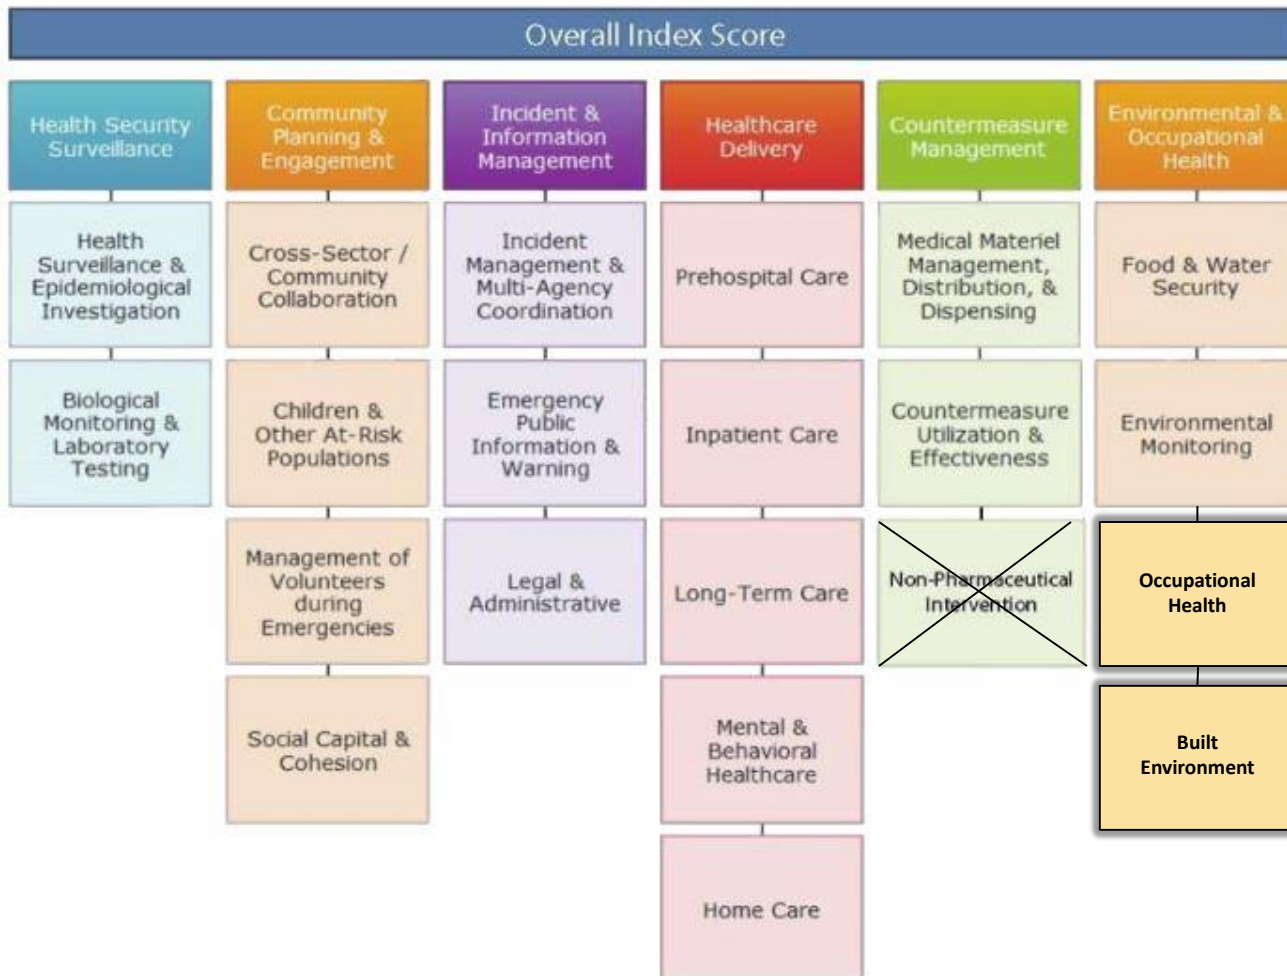 Overall Index Score
Health Security
Surveillance
Community
Planning &
Engagement
Incident &
Information
Management
Healthcare
Delivery
Countermeasure
Management
Environmental &
Occupational
Health
Health
Surveillance &
Epidemiological
Investigation
Cross-Sector /
Community
Collaboration
Incident
Management &
Multi-Agency
Coordination
Prehospital Care
Medical Materiel
Management,
Distribution, &
Dispensing
Food & Water
Security
Biological
Monitoring &
Laboratory
Testing
Children &
Other At-Risk
Populations
Emergency
Public
Information &
Warning
Inpatient Care
Countermeasure
Utilization &
Effectiveness
Environmental
Monitoring
Management of
Volunteers
during
Emergencies
Legal &
Administrative
Long-Term Care
Non-Pharmaceutical
Intervention
Occupational
Health
Social Capital &
Cohesion
Mental &
Behavioral
Healthcare
Built
Environment
Home Care